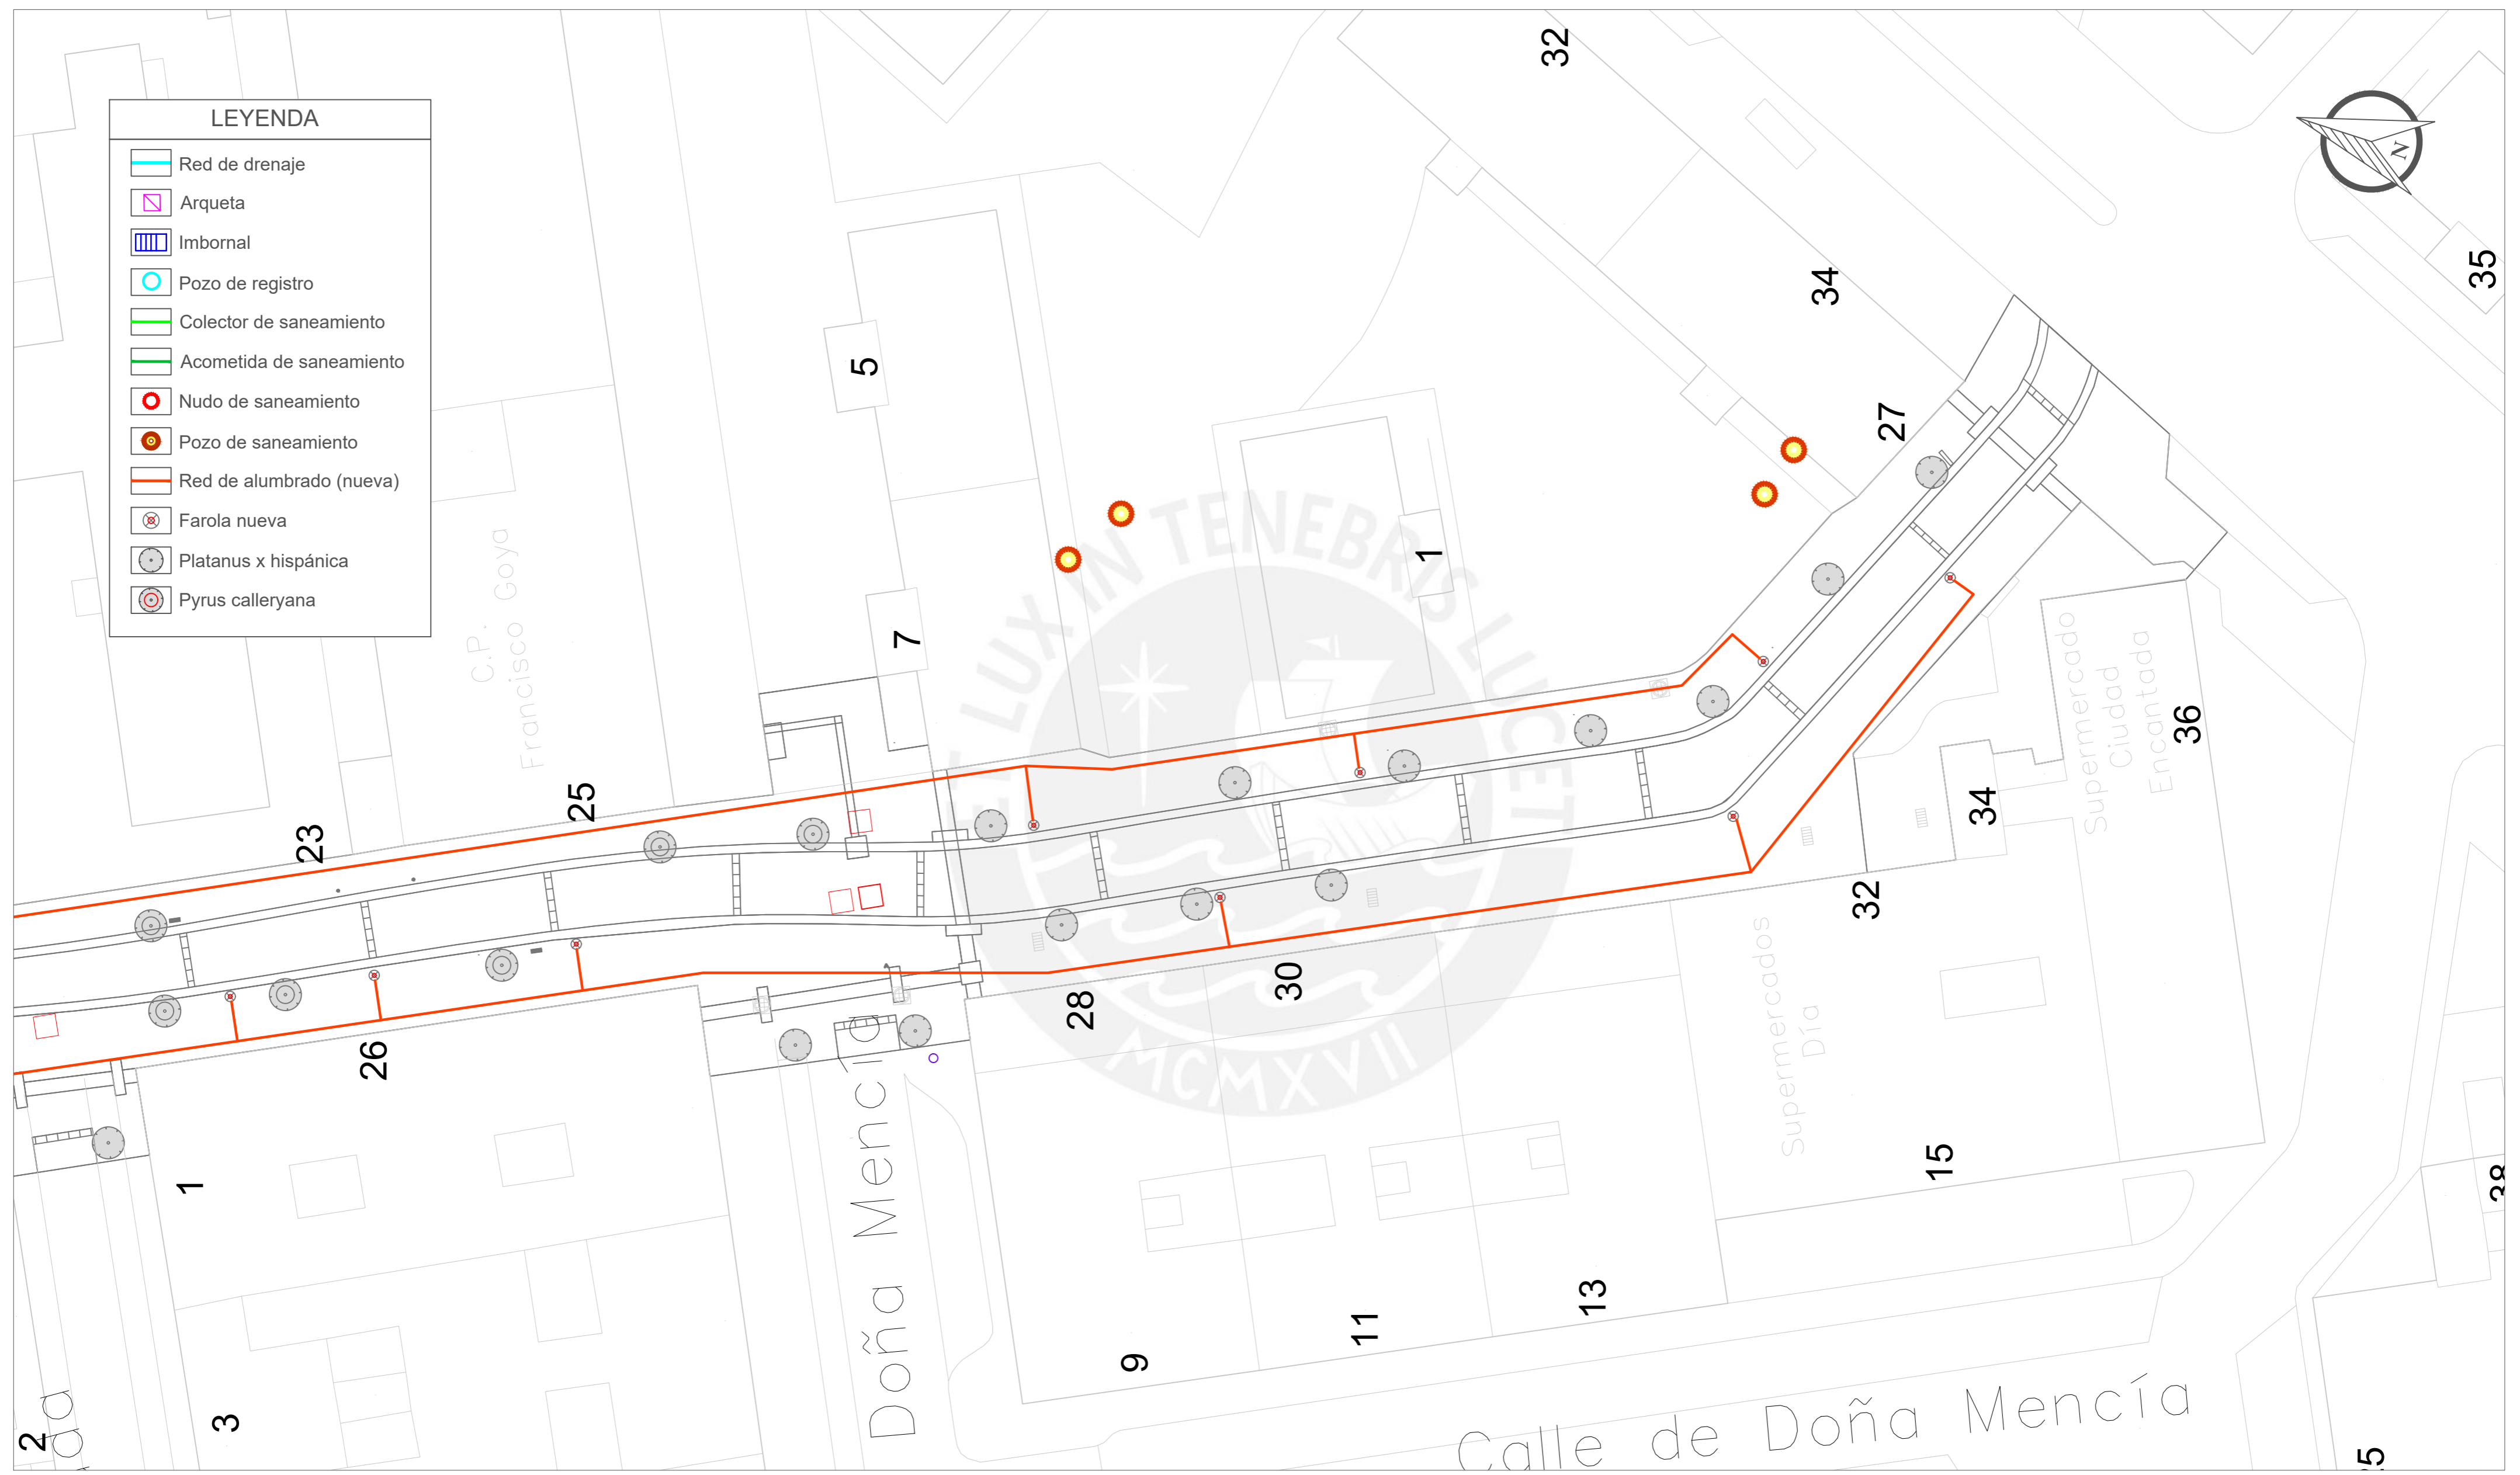 LEYENDA
Red de drenaje
Arqueta
Imbornal
Pozo de registro
Colector de saneamiento
Acometida de saneamiento
Nudo de saneamiento
Pozo de saneamiento
Red de alumbrado (nueva)
Farola nueva
Platanus x hispánica
Pyrus calleryana
N
32
34
35
27
5
7
1
C.P.
Francisco Goya
23
25
26
28
30
32
34
36
Supermercado
Ciudad
Encantada
Supermercados
Día
ET LUX IN TENEBRIS LUCET
MCMXVII
1
3
2
9
11
13
15
38
Doña Mencía
Calle de Doña Mencía